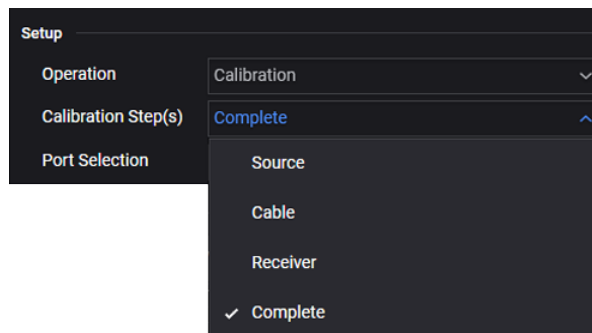 Setup
Operation Calibration
Calibration Step(s) Complete
Port Selection
Source
Cable
Receiver
Complete